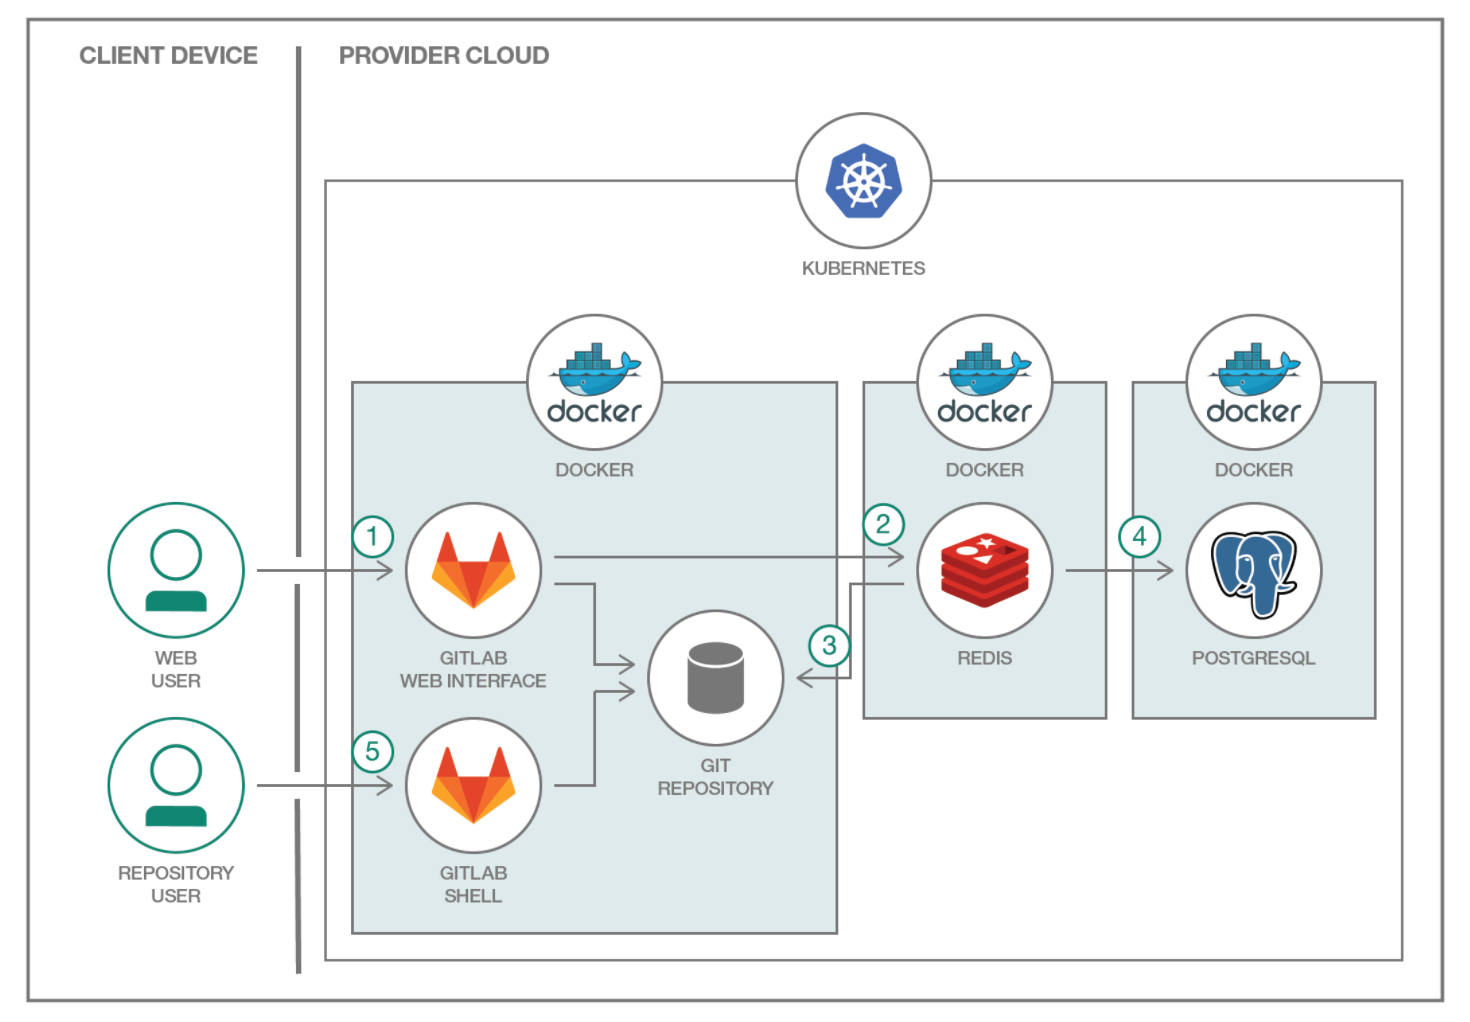 CLIENT DEVICE
PROVIDER CLOUD
KUBERNETES
docker
DOCKER
docker
DOCKER
docker
DOCKER
1
2
3
4
5
WEB
USER
GITLAB
WEB INTERFACE
REDIS
POSTGRESQL
GIT
REPOSITORY
REPOSITORY
USER
GITLAB
SHELL